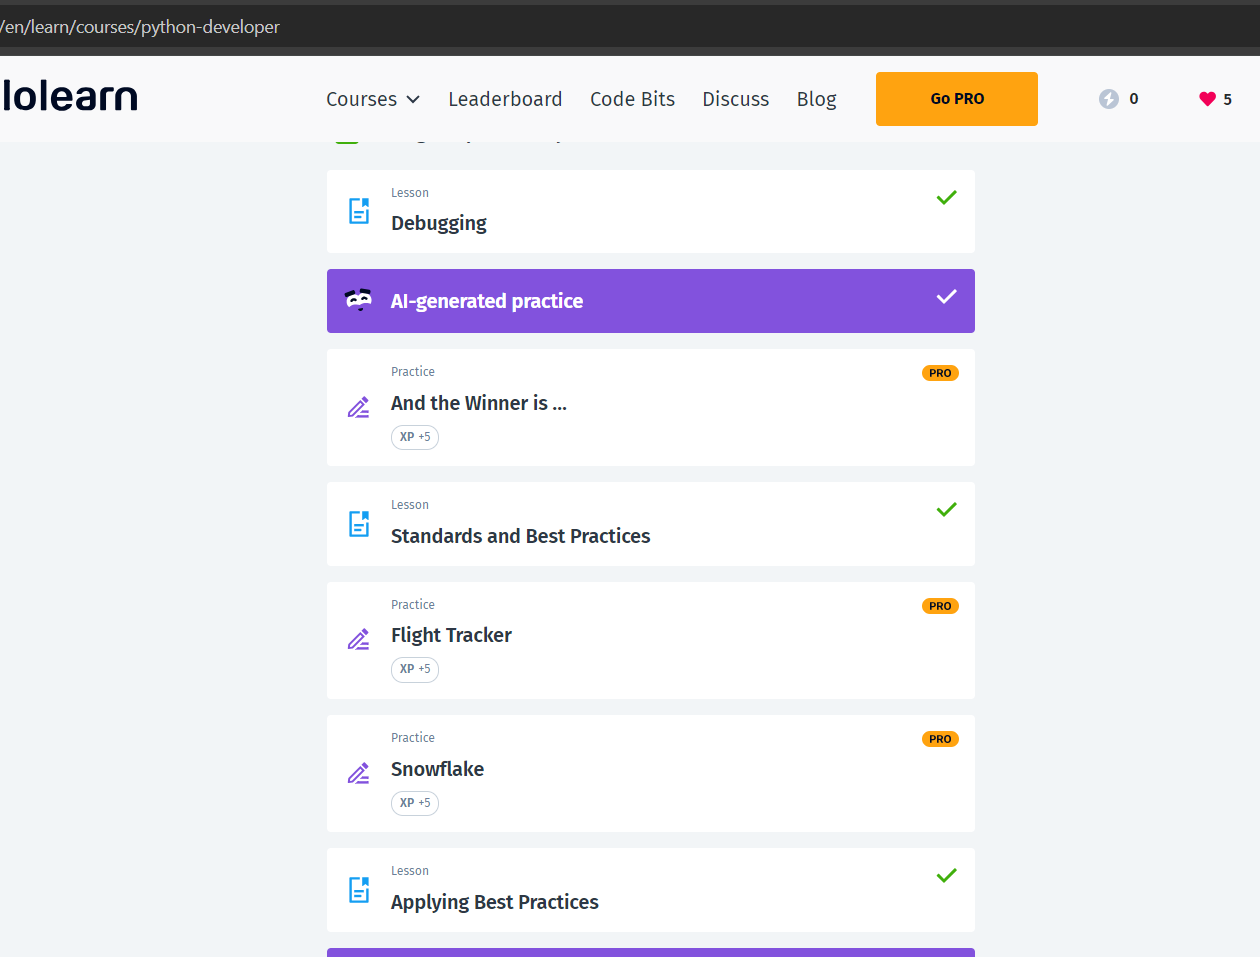 /en/learn/courses/python-developer
lolearn
Courses
Leaderboard
Code Bits
Discuss
Blog
Go PRO
0
5
Lesson
Debugging
AI-generated practice
Practice
PRO
And the Winner is ...
XP +5
Lesson
Standards and Best Practices
Practice
PRO
Flight Tracker
XP +5
Practice
PRO
Snowflake
XP +5
Lesson
Applying Best Practices